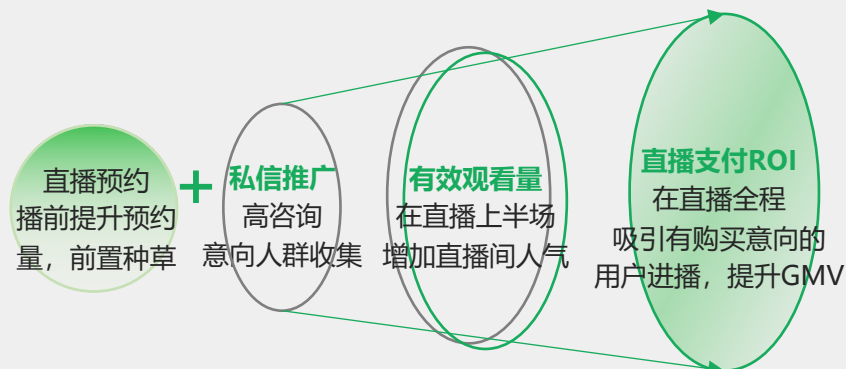 直播预约
播前提升预约
量，前置种草
+
私信推广
高咨询
意向人群收集
有效观看量
在直播上半场
增加直播间人气
直播支付ROI
在直播全程
吸引有购买意向的
用户进播，提升GMV